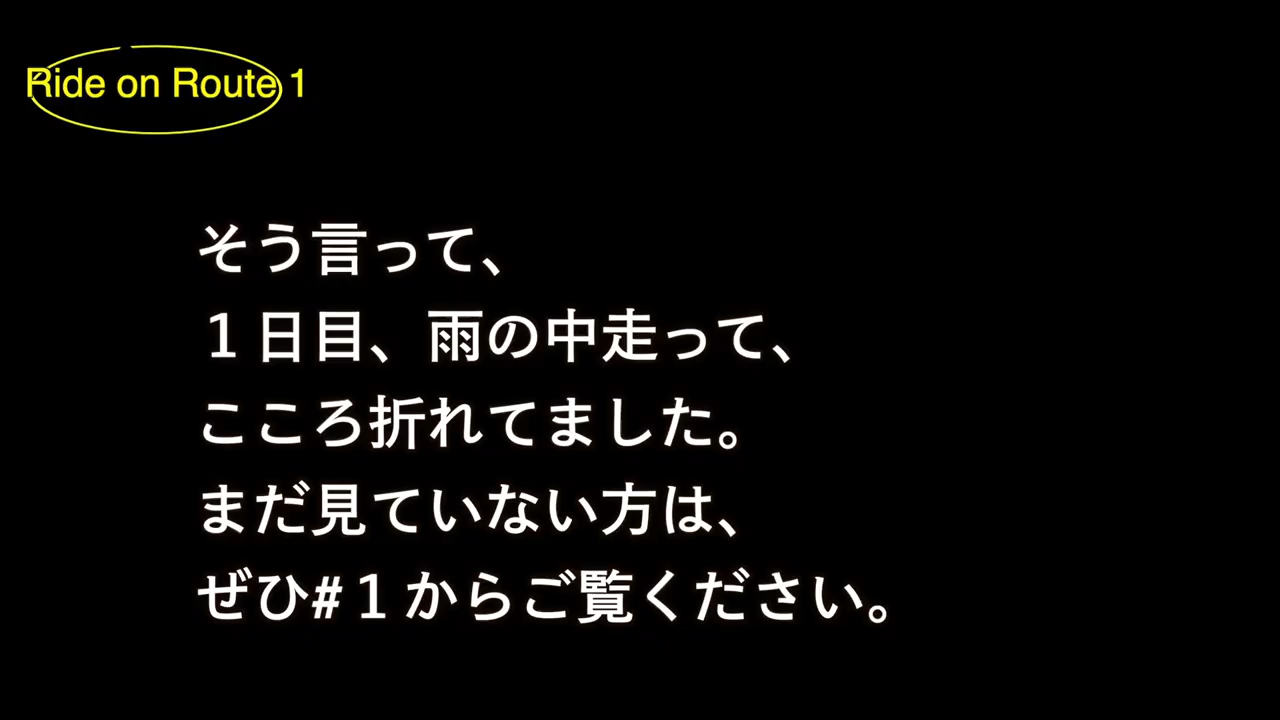 Ride on Route 1
そう言って、
１日目、雨の中走って、
こころ折れてました。
まだ見ていない方は、
ぜひ#１からご覧ください。